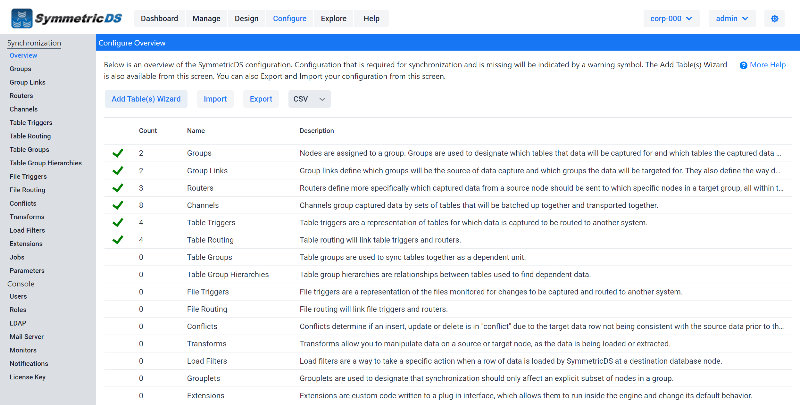 SymmetricDS Dashboard Manage Design Configure Explore Help corp-000 admin
Synchronization
Overview
Groups
Group Links
Routers
Channels
Table Triggers
Table Routing
Table Groups
Table Group Hierarchies
File Triggers
File Routing
Conflicts
Transforms
Load Filters
Extensions
Jobs
Parameters
Console
Users
Roles
LDAP
Mail Server
Monitors
Notifications
License Key
Configure Overview
Below is an overview of the SymmetricDS configuration. Configuration that is required for synchronization and is missing will be indicated by a warning symbol. The Add Table(s) Wizard
is also available from this screen. You can also Export and Import your configuration from this screen.
More Help
Add Table(s) Wizard Import Export CSV
Count Name Description
2 Groups Nodes are assigned to a group. Groups are used to designate which tables that data will be captured for and which tables the captured data ...
2 Group Links Group links define which groups will be the source of data capture and which groups the data will be targeted for. They also define the way d...
3 Routers Routers define more specifically which captured data from a source node should be sent to which specific nodes in a target group, all within t...
8 Channels Channels group captured data by sets of tables that will be batched up together and transported together.
4 Table Triggers Table triggers are a representation of tables for which data is captured to be routed to another system.
4 Table Routing Table routing will link table triggers and routers.
0 Table Groups Table groups are used to sync tables together as a dependent unit.
0 Table Group Hierarchies Table group hierarchies are relationships between tables used to find dependent data.
0 File Triggers File triggers are a representation of the files monitored for changes to be captured and routed to another system.
0 File Routing File routing will link file triggers and routers.
0 Conflicts Conflicts determine if an insert, update or delete is in "conflict" due to the target data row not being consistent with the source data prior to th...
0 Transforms Transforms allow you to manipulate data on a source or target node, as the data is being loaded or extracted.
0 Load Filters Load filters are a way to take a specific action when a row of data is loaded by SymmetricDS at a destination database node.
0 Grouplets Grouplets are used to designate that synchronization should only affect an explicit subset of nodes in a group.
0 Extensions Extensions are custom code written to a plug in interface, which allows them to run inside the engine and change its default behavior.